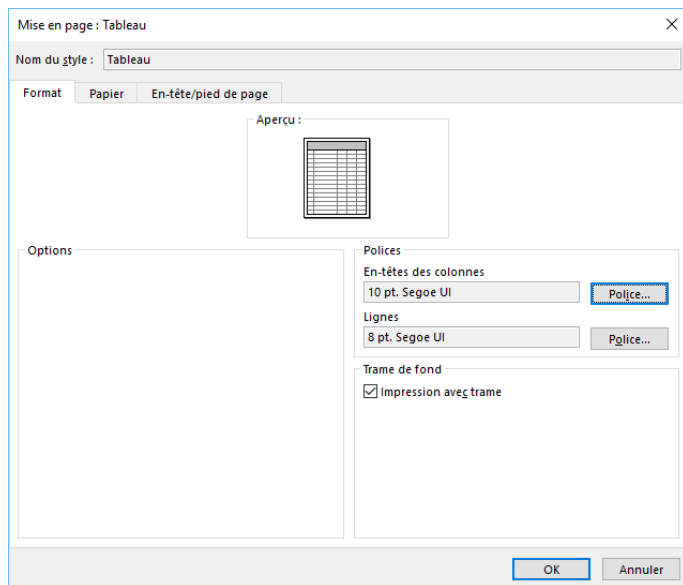 Mise en page : Tableau
Nom du style : Tableau
Format Papier En-tête/pied de page
Aperçu :
Options
Polices
En-têtes des colonnes
10 pt. Segoe UI Police...
Lignes
8 pt. Segoe UI Police...
Trame de fond
Impression avec trame
OK Annuler